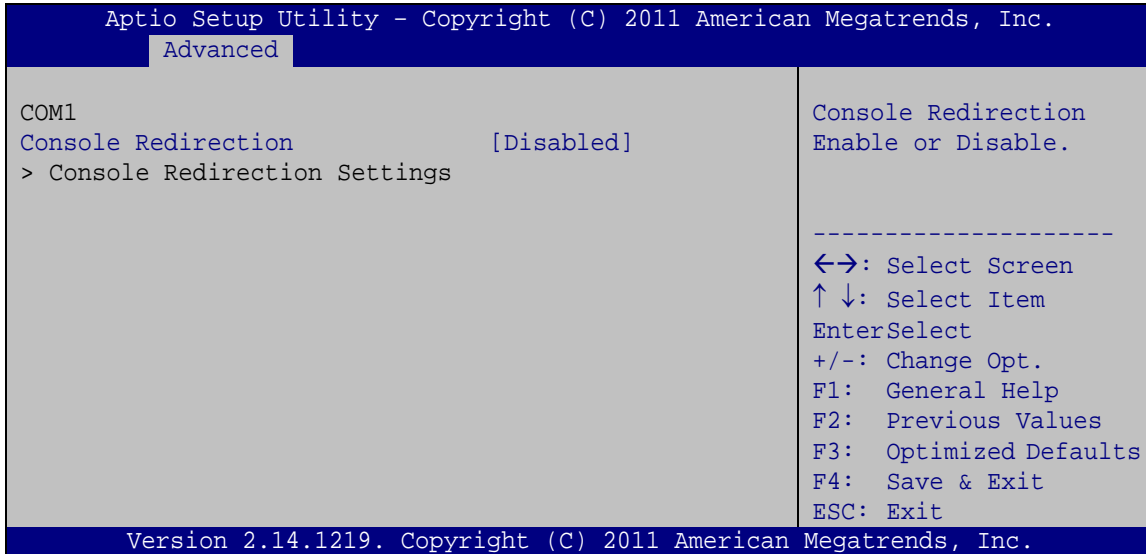 Aptio Setup Utility – Copyright (C) 2011 American Megatrends, Inc.
Advanced
COM1
Console Redirection [Disabled]
> Console Redirection Settings
Console Redirection
Enable or Disable.
---------------------
←→: Select Screen
↑ ↓: Select Item
EnterSelect
+/-: Change Opt.
F1: General Help
F2: Previous Values
F3: Optimized Defaults
F4: Save & Exit
ESC: Exit
Version 2.14.1219. Copyright (C) 2011 American Megatrends, Inc.